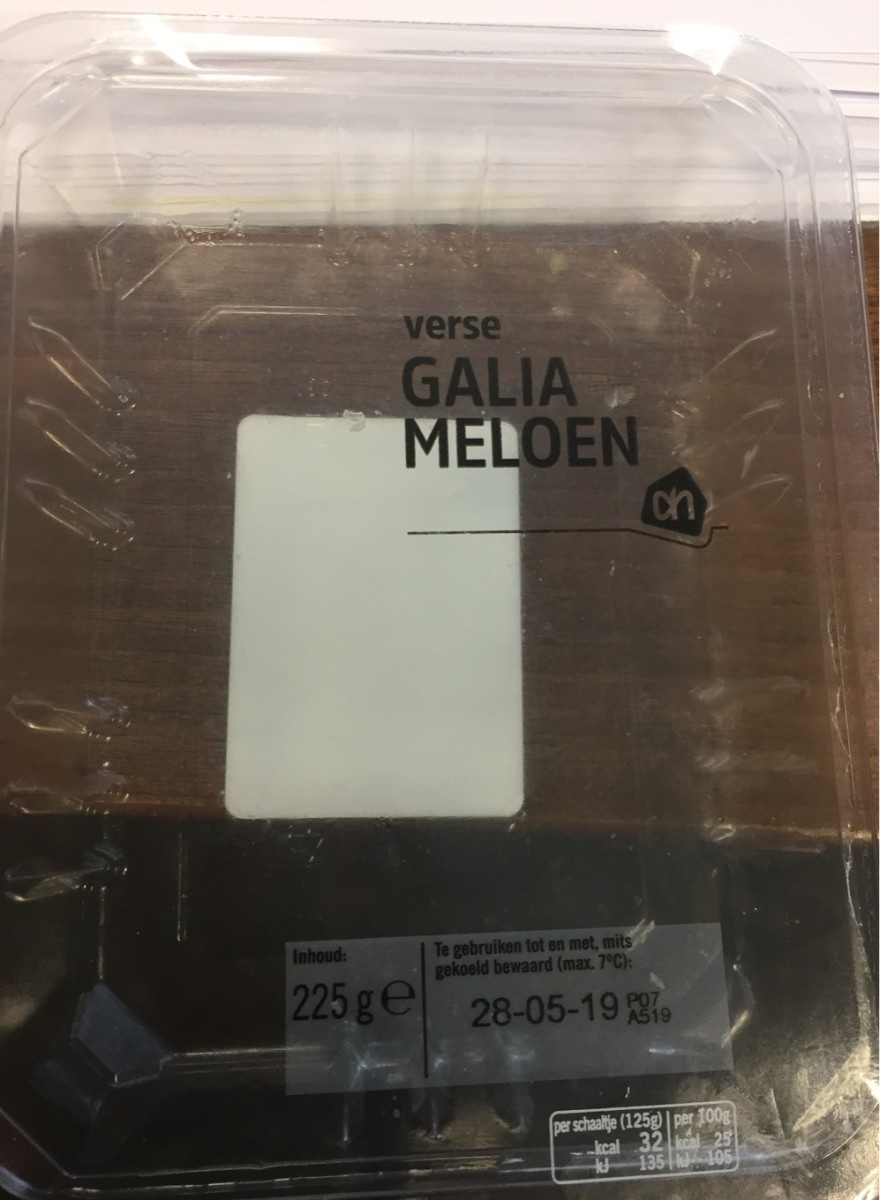 verse
GALIA
MELOEN
ah
Inhoud:
225 g e
Te gebruiken tot en met, mits
gekoeld bewaard (max. 7°C):
28-05-19 P07
A519
per schaaltje (125g) per 100g
kcal 32 kcal 25
kJ 135 kJ 105